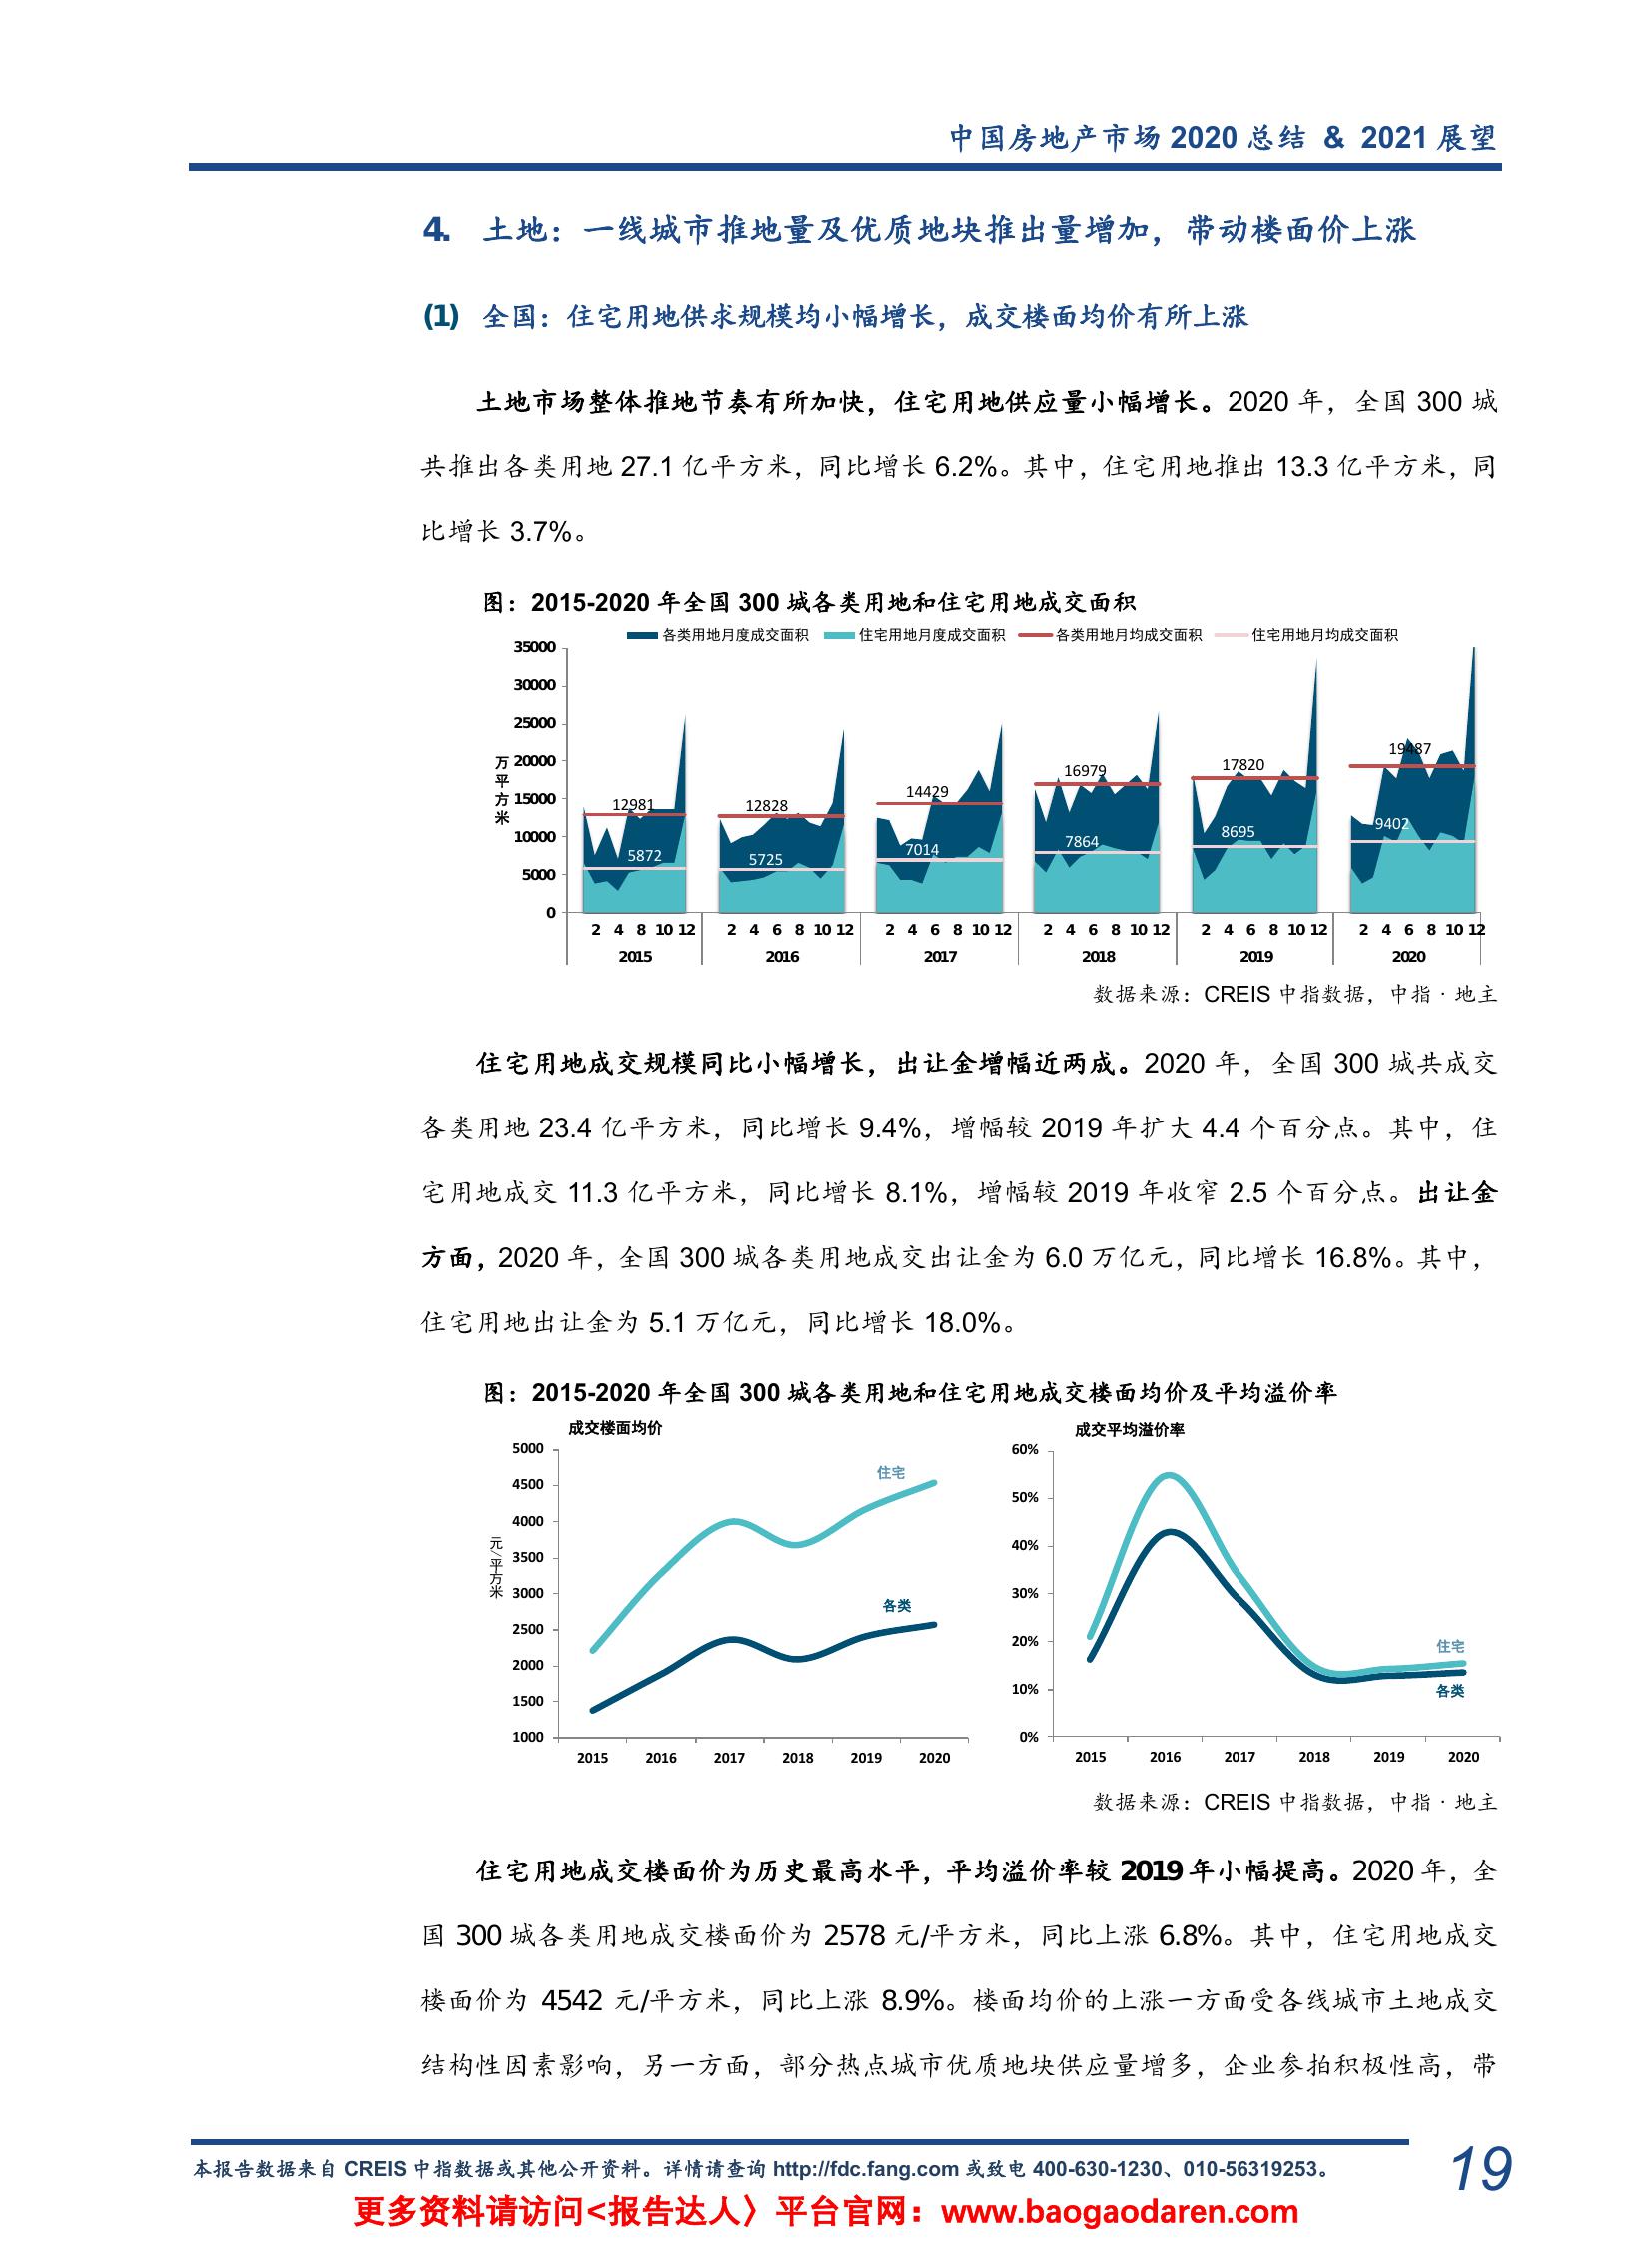 中国房地产市场 2020 总结 & 2021 展望
4. 土地：一线城市推地量及优质地块推出量增加，带动楼面价上涨
(1) 全国：住宅用地供求规模均小幅增长，成交楼面均价有所上涨
土地市场整体推地节奏有所加快，住宅用地供应量小幅增长。2020 年，全国 300 城
共推出各类用地 27.1 亿平方米，同比增长 6.2%。其中，住宅用地推出 13.3 亿平方米，同
比增长 3.7%。
图：2015-2020 年全国 300 城各类用地和住宅用地成交面积
各类用地月度成交面积 住宅用地月度成交面积 各类用地月均成交面积 住宅用地月均成交面积
万平方米
35000
30000
25000
20000
15000
10000
5000
0
12981 12828 14429 16979 17820 19487
5872 5725 7014 7864 8695 9402
2 4 6 8 10 12 2 4 6 8 10 12 2 4 6 8 10 12 2 4 6 8 10 12 2 4 6 8 10 12
2 4 8 10 12
2015 2016 2017 2018 2019 2020
数据来源：CREIS 中指数据，中指·地主
住宅用地成交规模同比小幅增长，出让金增幅近两成。2020 年，全国 300 城共成交
各类用地 23.4 亿平方米，同比增长 9.4%，增幅较 2019 年扩大 4.4 个百分点。其中，住
宅用地成交 11.3 亿平方米，同比增长 8.1%，增幅较 2019 年收窄 2.5 个百分点。出让金
方面，2020 年，全国 300 城各类用地成交出让金为 6.0 万亿元，同比增长 16.8%。其中，
住宅用地出让金为 5.1 万亿元，同比增长 18.0%。
图：2015-2020 年全国 300 城各类用地和住宅用地成交楼面均价及平均溢价率
成交楼面均价
元/平方米
5000
4500
4000
3500
3000
2500
2000
1500
1000
住宅
各类
2015 2016 2017 2018 2019 2020
成交平均溢价率
60%
50%
40%
30%
20%
10%
0%
住宅
各类
2015 2016 2017 2018 2019 2020
数据来源：CREIS 中指数据，中指·地主
住宅用地成交楼面价为历史最高水平，平均溢价率较 2019 年小幅提高。2020 年，全
国 300 城各类用地成交楼面价为 2578 元/平方米，同比上涨 6.8%。其中，住宅用地成交
楼面价为 4542 元/平方米，同比上涨 8.9%。楼面均价的上涨一方面受各线城市土地成交
结构性因素影响，另一方面，部分热点城市优质地块供应量增多，企业参拍积极性高，带
本报告数据来自 CREIS 中指数据或其他公开资料。详情请查询 http://fdc.fang.com 或致电 400-630-1230、010-56319253。
19
更多资料请访问<报告达人〉平台官网：www.baogaodaren.com